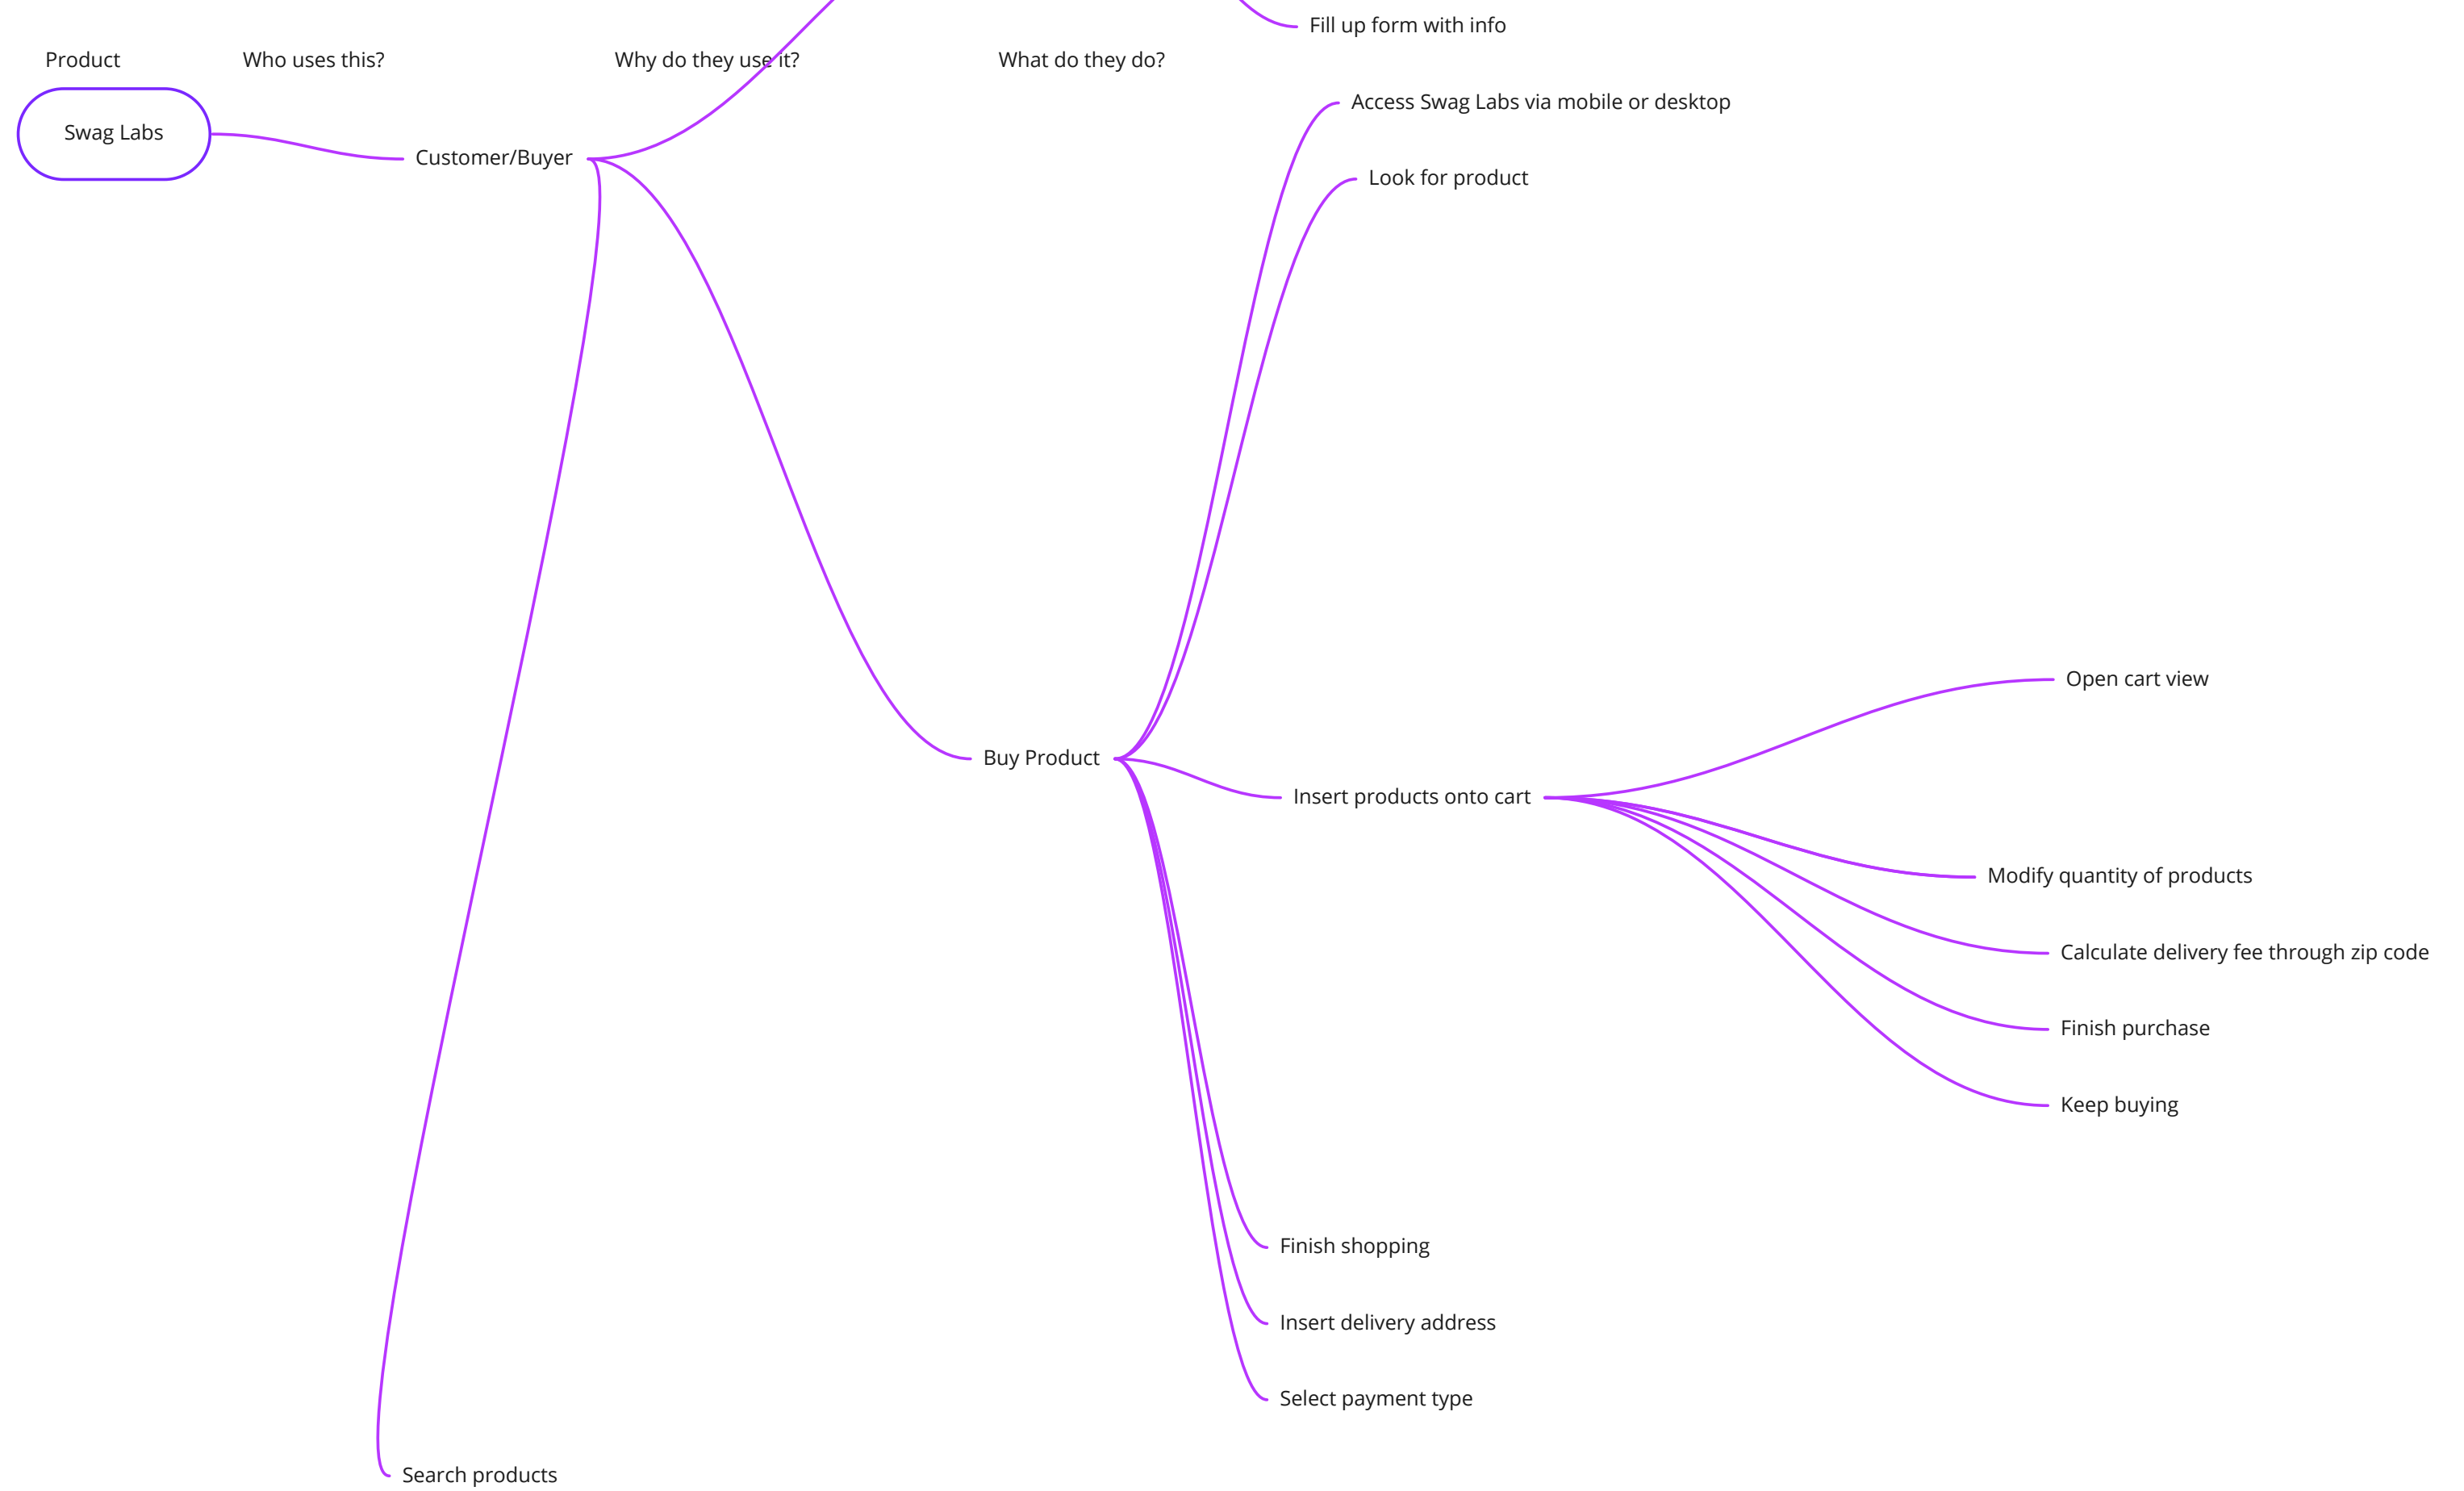 Fill up form with info
Product
Who uses this?
Why do they use it?
What do they do?
Swag Labs
Customer/Buyer
Access Swag Labs via mobile or desktop
Look for product
Buy Product
Insert products onto cart
Open cart view
Modify quantity of products
Calculate delivery fee through zip code
Finish purchase
Keep buying
Finish shopping
Insert delivery address
Select payment type
Search products